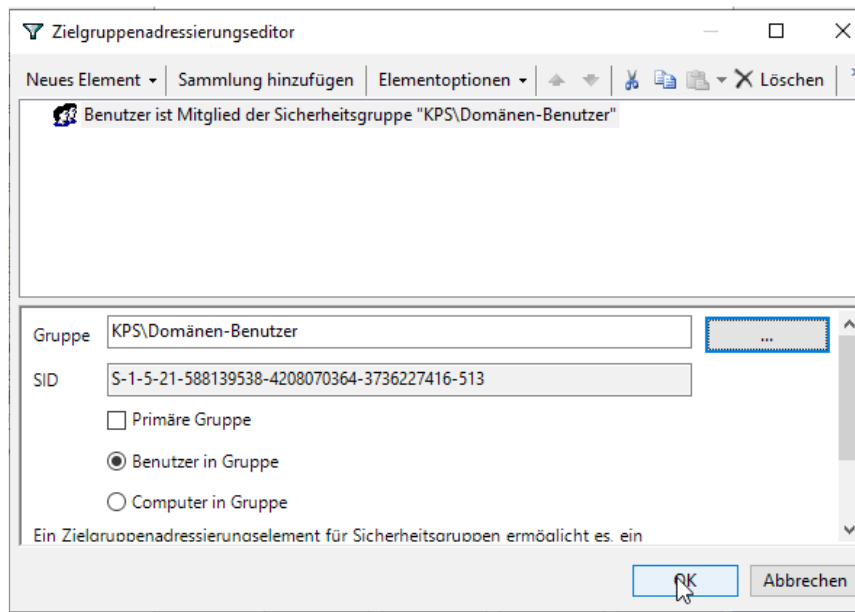 Zielgruppenadressierungseditor
Neues Element Sammlung hinzufügen Elementoptionen Löschen
Benutzer ist Mitglied der Sicherheitsgruppe "KPS\Domänen-Benutzer"
Gruppe KPS\Domänen-Benutzer ...
SID S-1-5-21-588139538-4208070364-3736227416-513
Primäre Gruppe
Benutzer in Gruppe
Computer in Gruppe
Ein Zielgruppenadressierungselement für Sicherheitsgruppen ermöglicht es, ein
OK Abbrechen